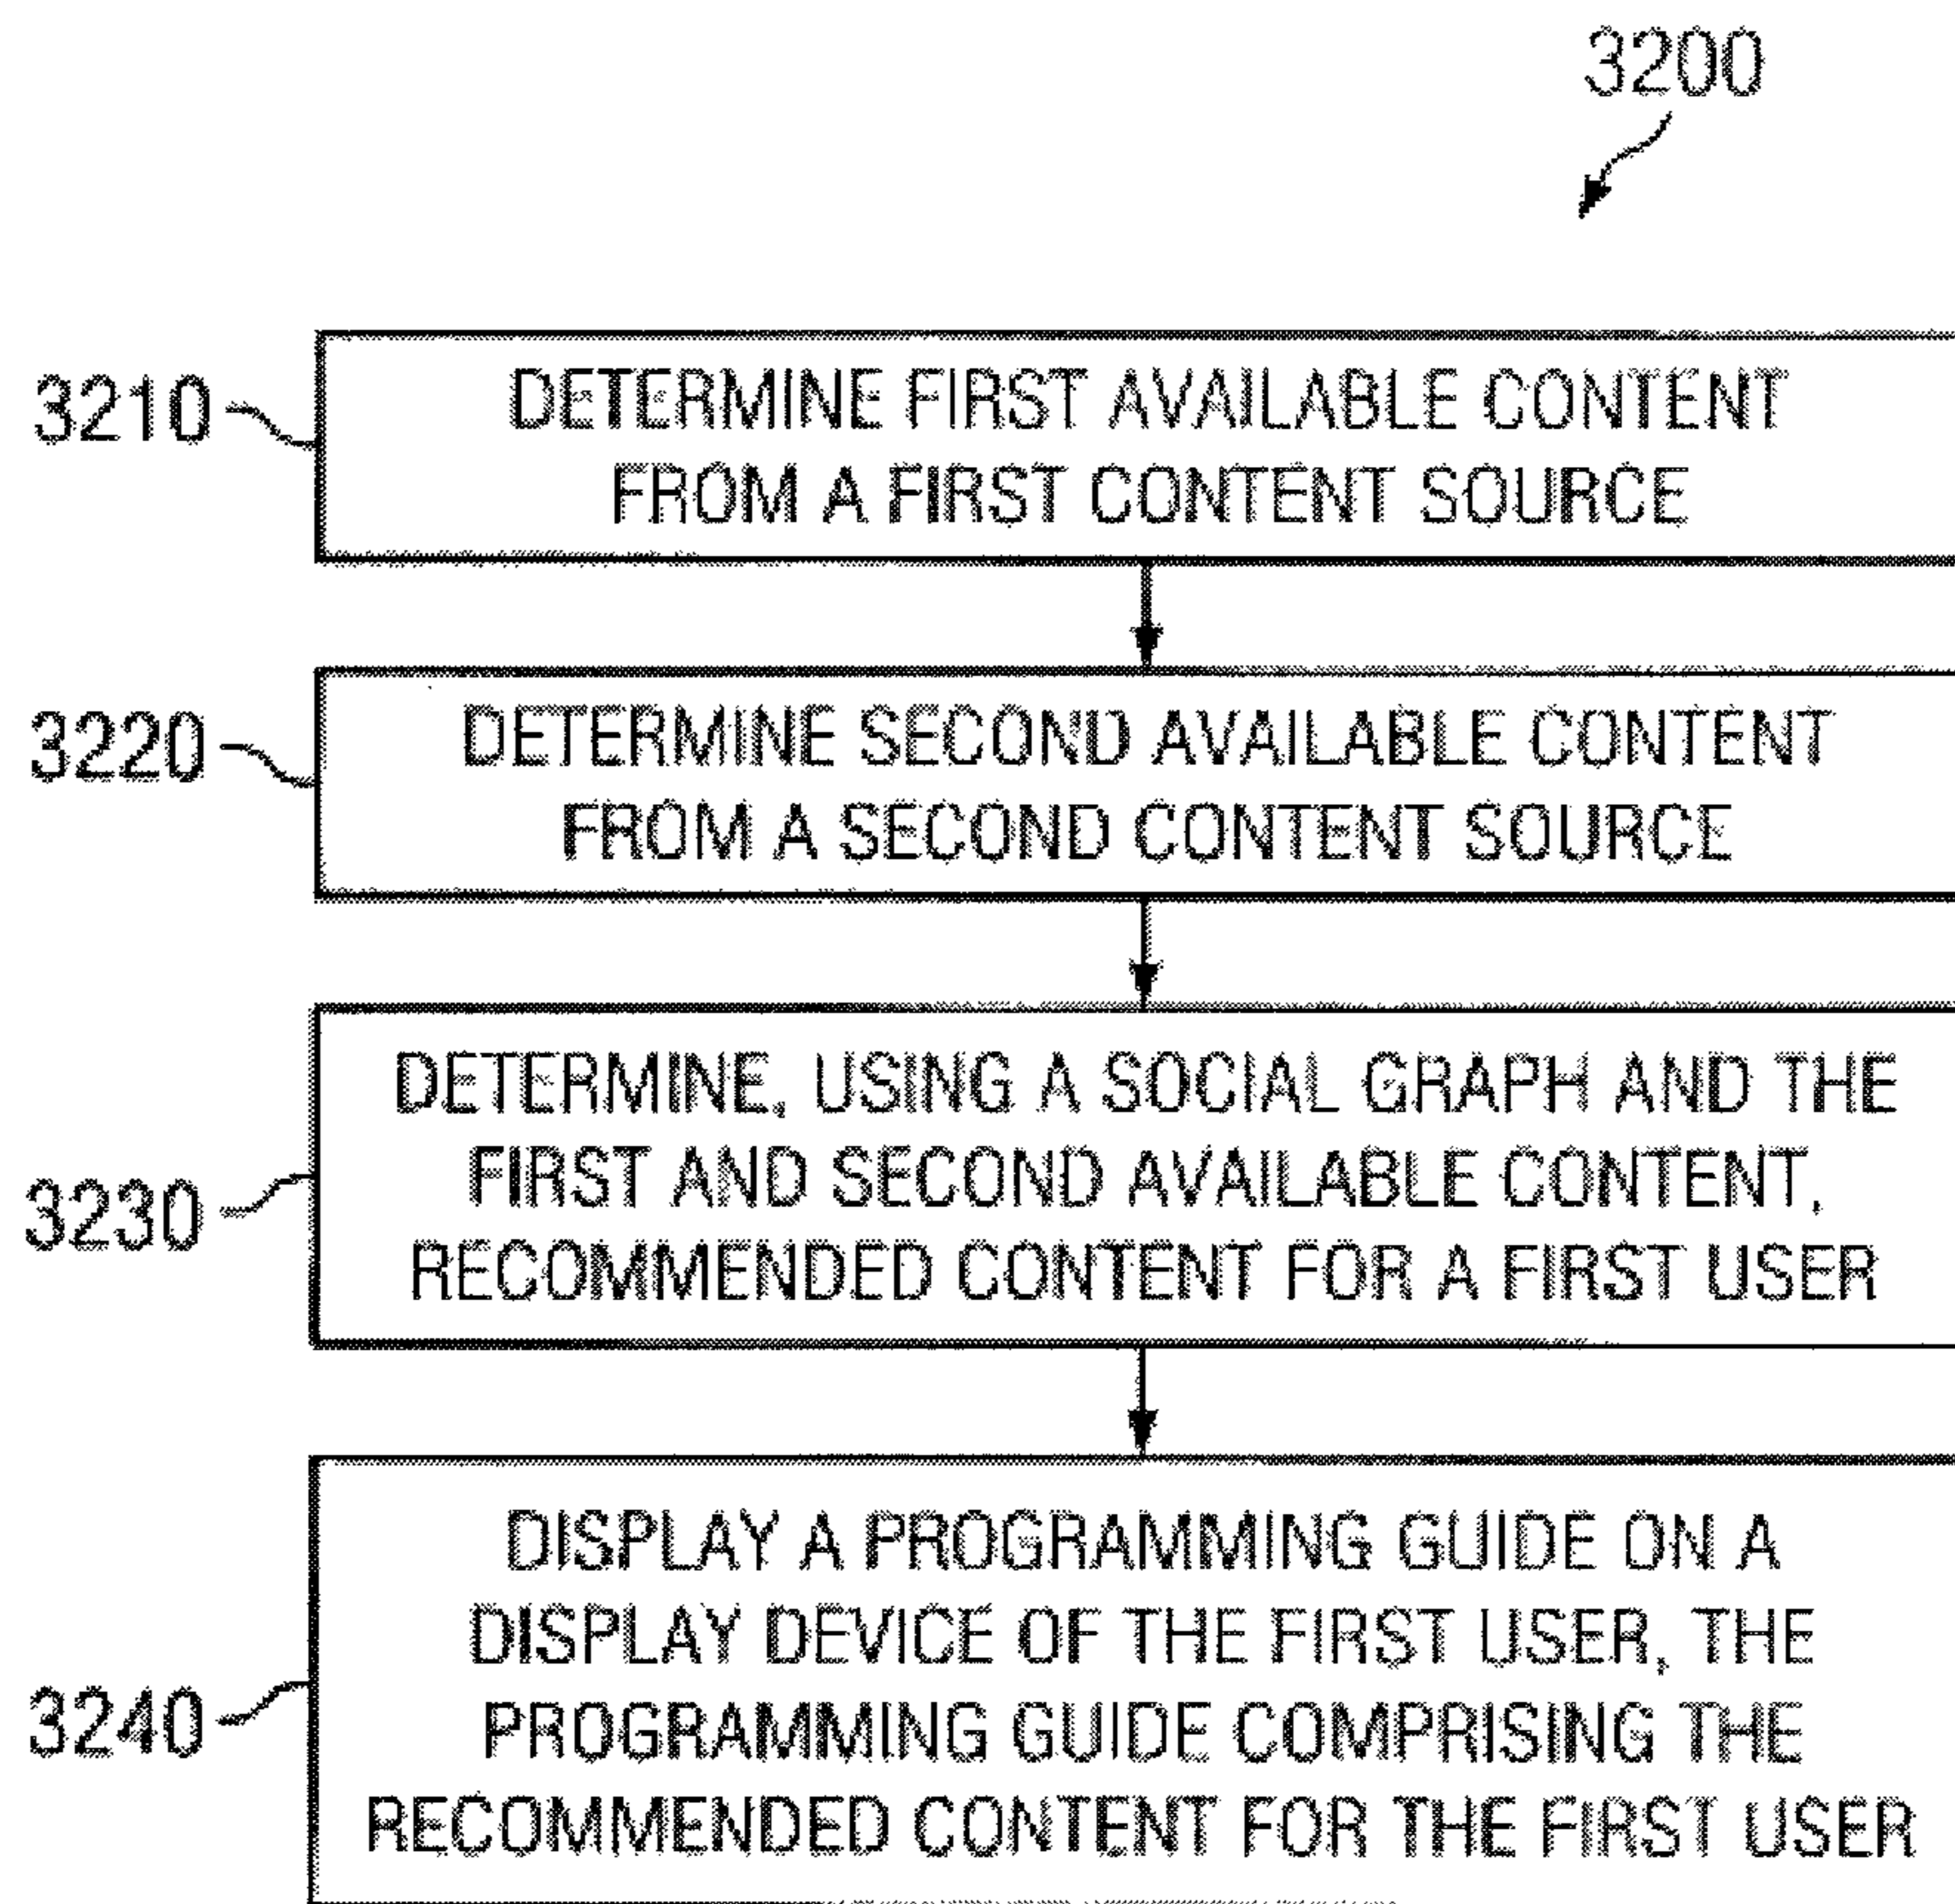 3200
3210
DETERMINE FIRST AVAILABLE CONTENT
FROM A FIRST CONTENT SOURCE
3220
DETERMINE SECOND AVAILABLE CONTENT
FROM A SECOND CONTENT SOURCE
3230
DETERMINE, USING A SOCIAL GRAPH AND THE
FIRST AND SECOND AVAILABLE CONTENT,
RECOMMENDED CONTENT FOR A FIRST USER
3240
DISPLAY A PROGRAMMING GUIDE ON A
DISPLAY DEVICE OF THE FIRST USER, THE
PROGRAMMING GUIDE COMPRISING THE
RECOMMENDED CONTENT FOR THE FIRST USER